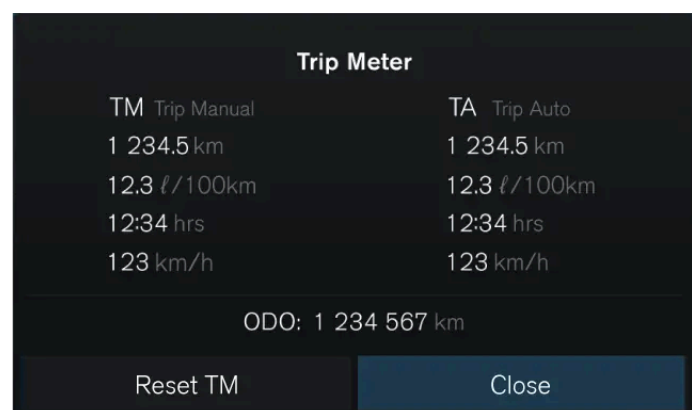 Trip Meter
TM Trip Manual
1 234.5 km
12.3 ℓ/100km
12:34 hrs
123 km/h
TA Trip Auto
1 234.5 km
12.3 ℓ/100km
12:34 hrs
123 km/h
ODO: 1 234 567 km
Reset TM
Close